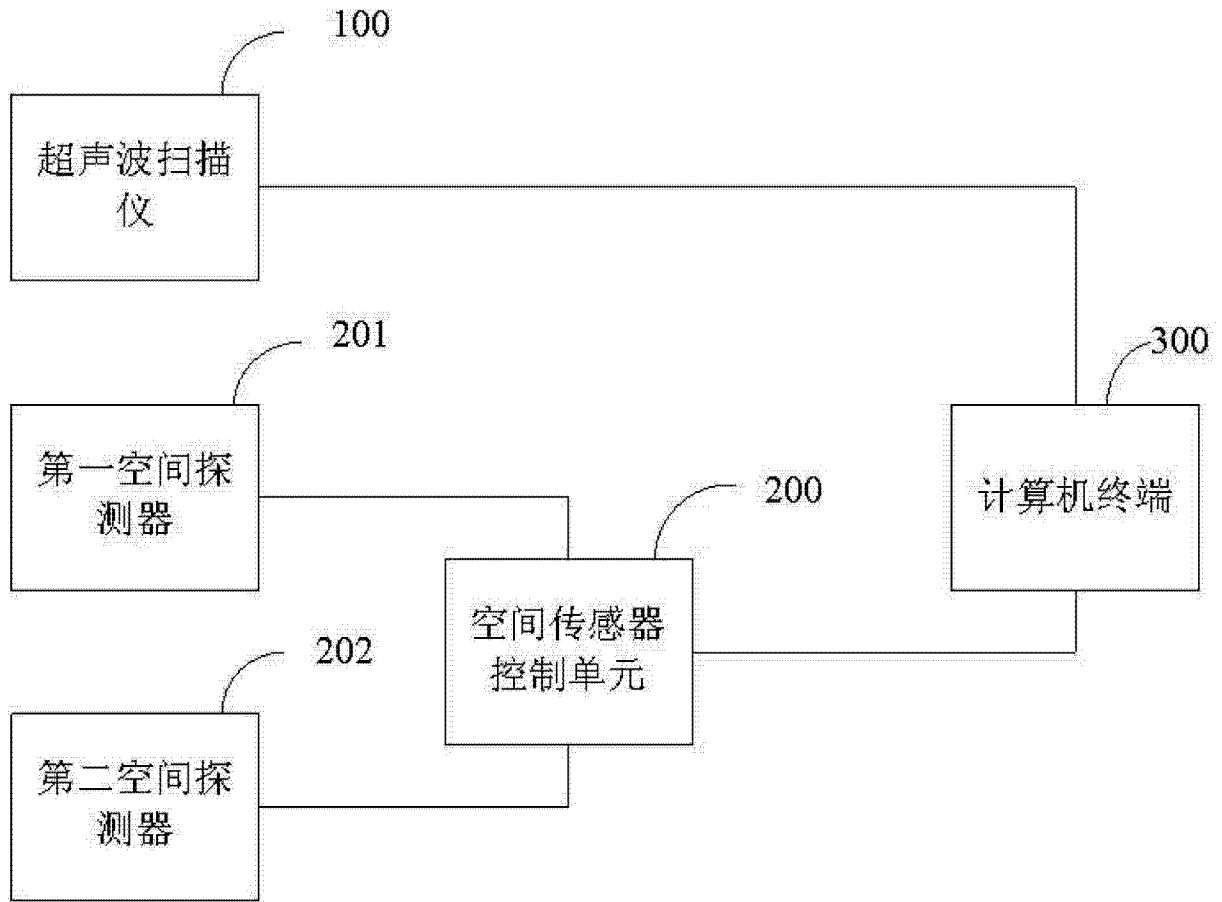 100
超声波扫描
仪
201
第一空间探
测器
202
第二空间探
测器
200
空间传感器
控制单元
300
计算机终端